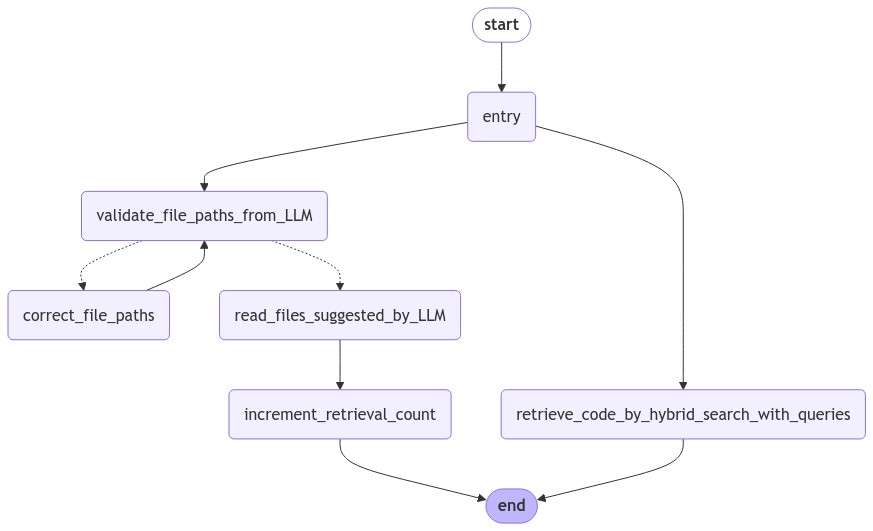 start
entry
validate_file_paths_from_LLM
correct_file_paths
read_files_suggested_by_LLM
increment_retrieval_count
retrieve_code_by_hybrid_search_with_queries
end